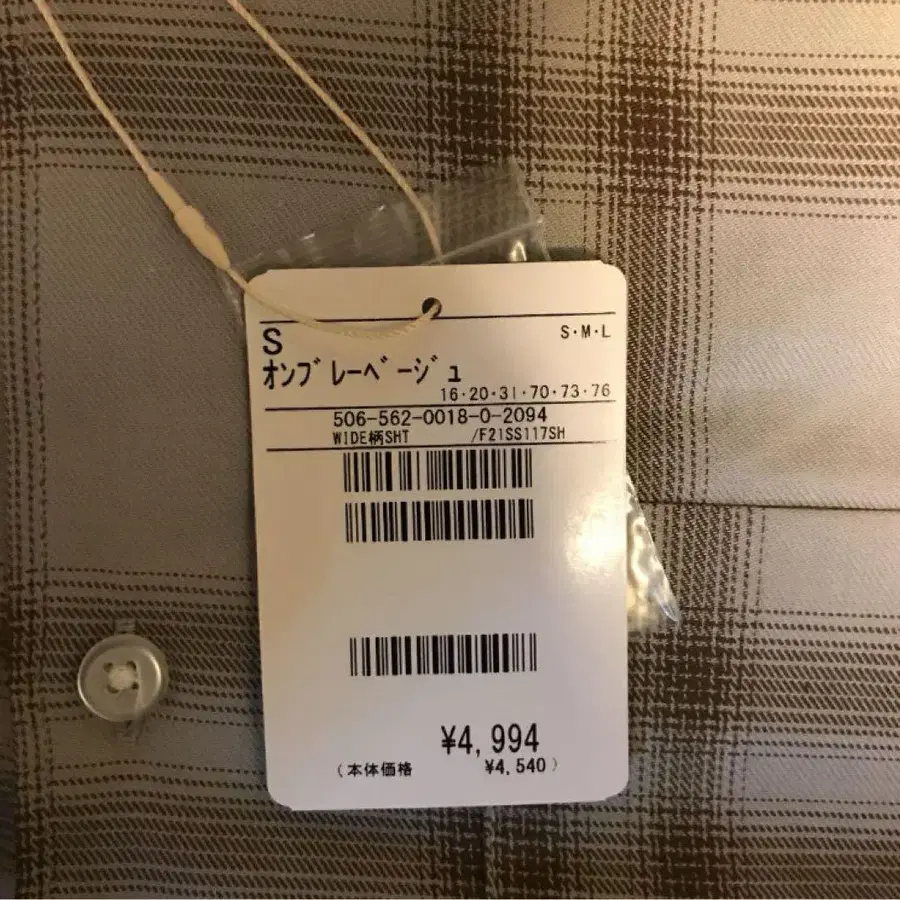 S
S・M・L
ｵﾝﾌﾞﾚｰﾍﾞｰｼﾞｭ
16・20・31・70・73・76
506-562-0018-0-2094
WIDE柄SHT /F21SS117SH
¥4,994
(本体価格 ¥4,540)